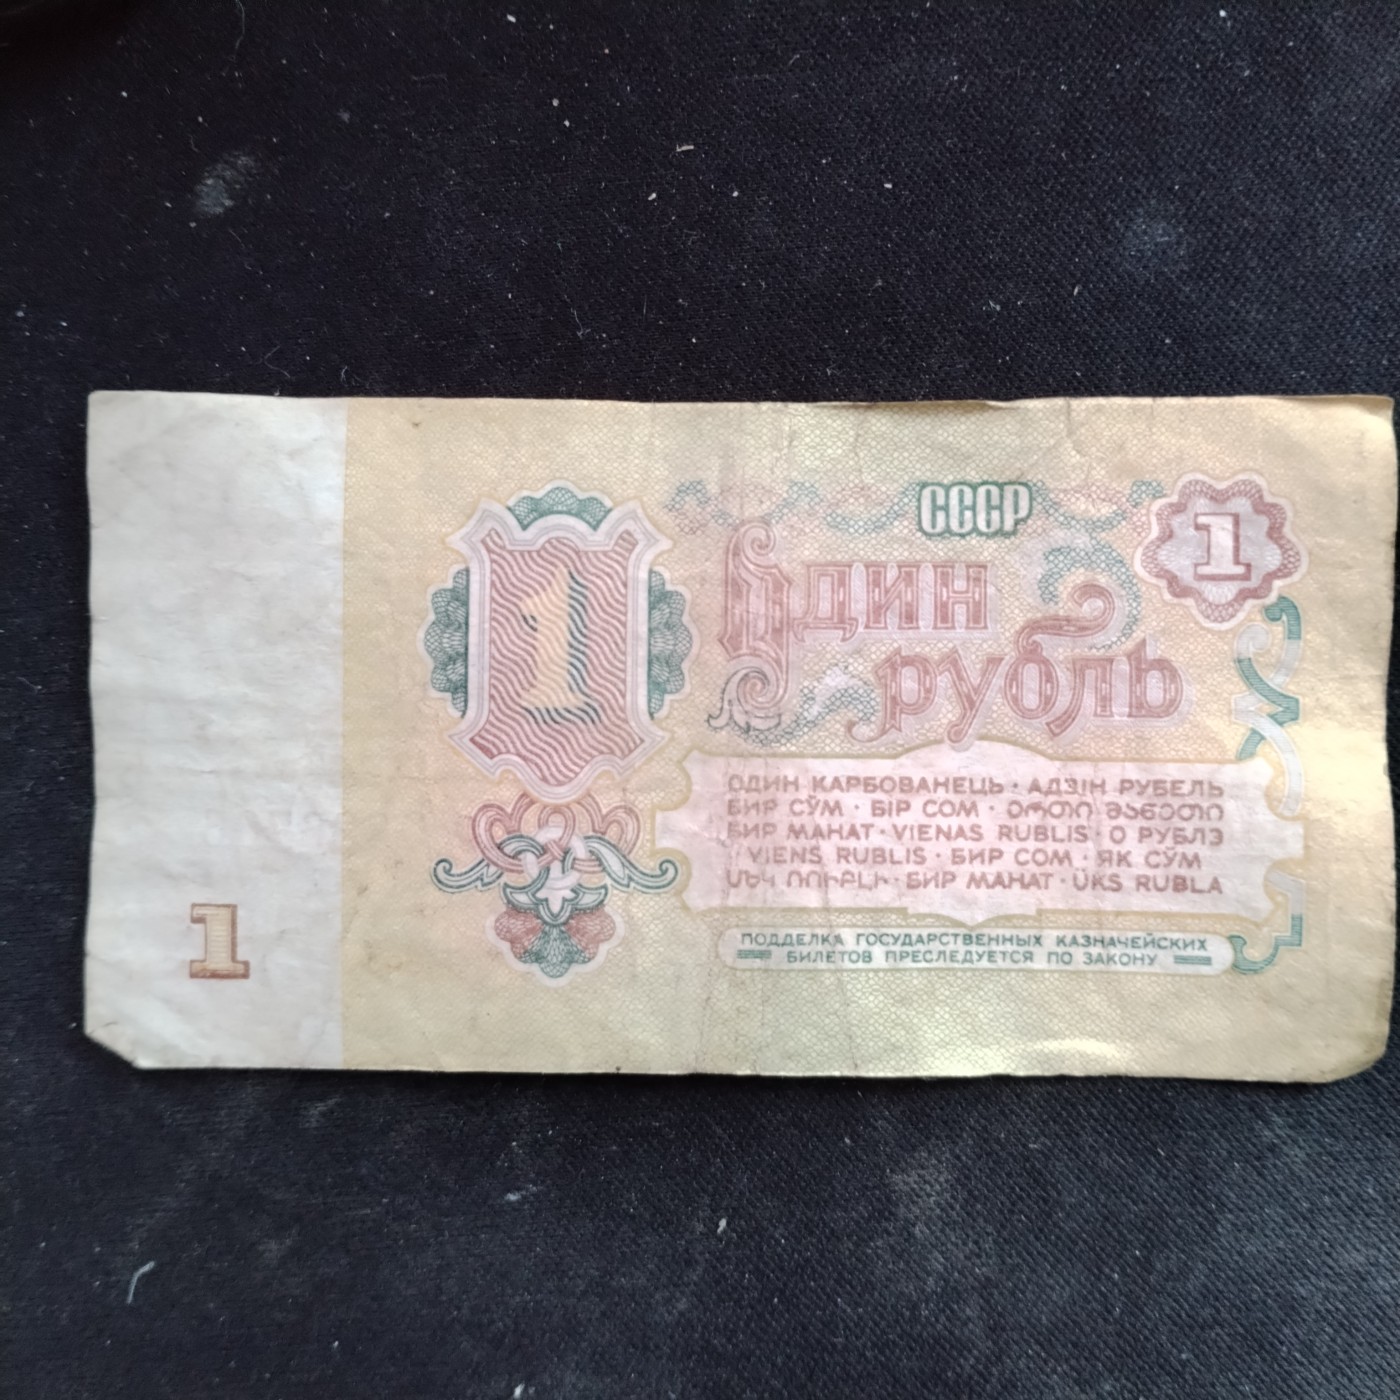 СССР
1
1
Один
рубль
ОДИН КАРБОВАНЕЦЬ · АДЗІН РУБЕЛЬ
БИР СЎМ · БІР СОМ · ᲔᲠᲗᲘ ᲛᲐᲜᲔᲗᲘ
БИР МАНАТ · VIENAS RUBLIS · О РУБЛЭ
VIENS RUBLIS · БИР СОМ · ЯК СӮМ
ՄԵԿ ՌՈՒԲԼԻ · БИР МАНАТ · ÜKS RUBLA
1
ПОДДЕЛКА ГОСУДАРСТВЕННЫХ КАЗНАЧЕЙСКИХ
БИЛЕТОВ ПРЕСЛЕДУЕТСЯ ПО ЗАКОНУ